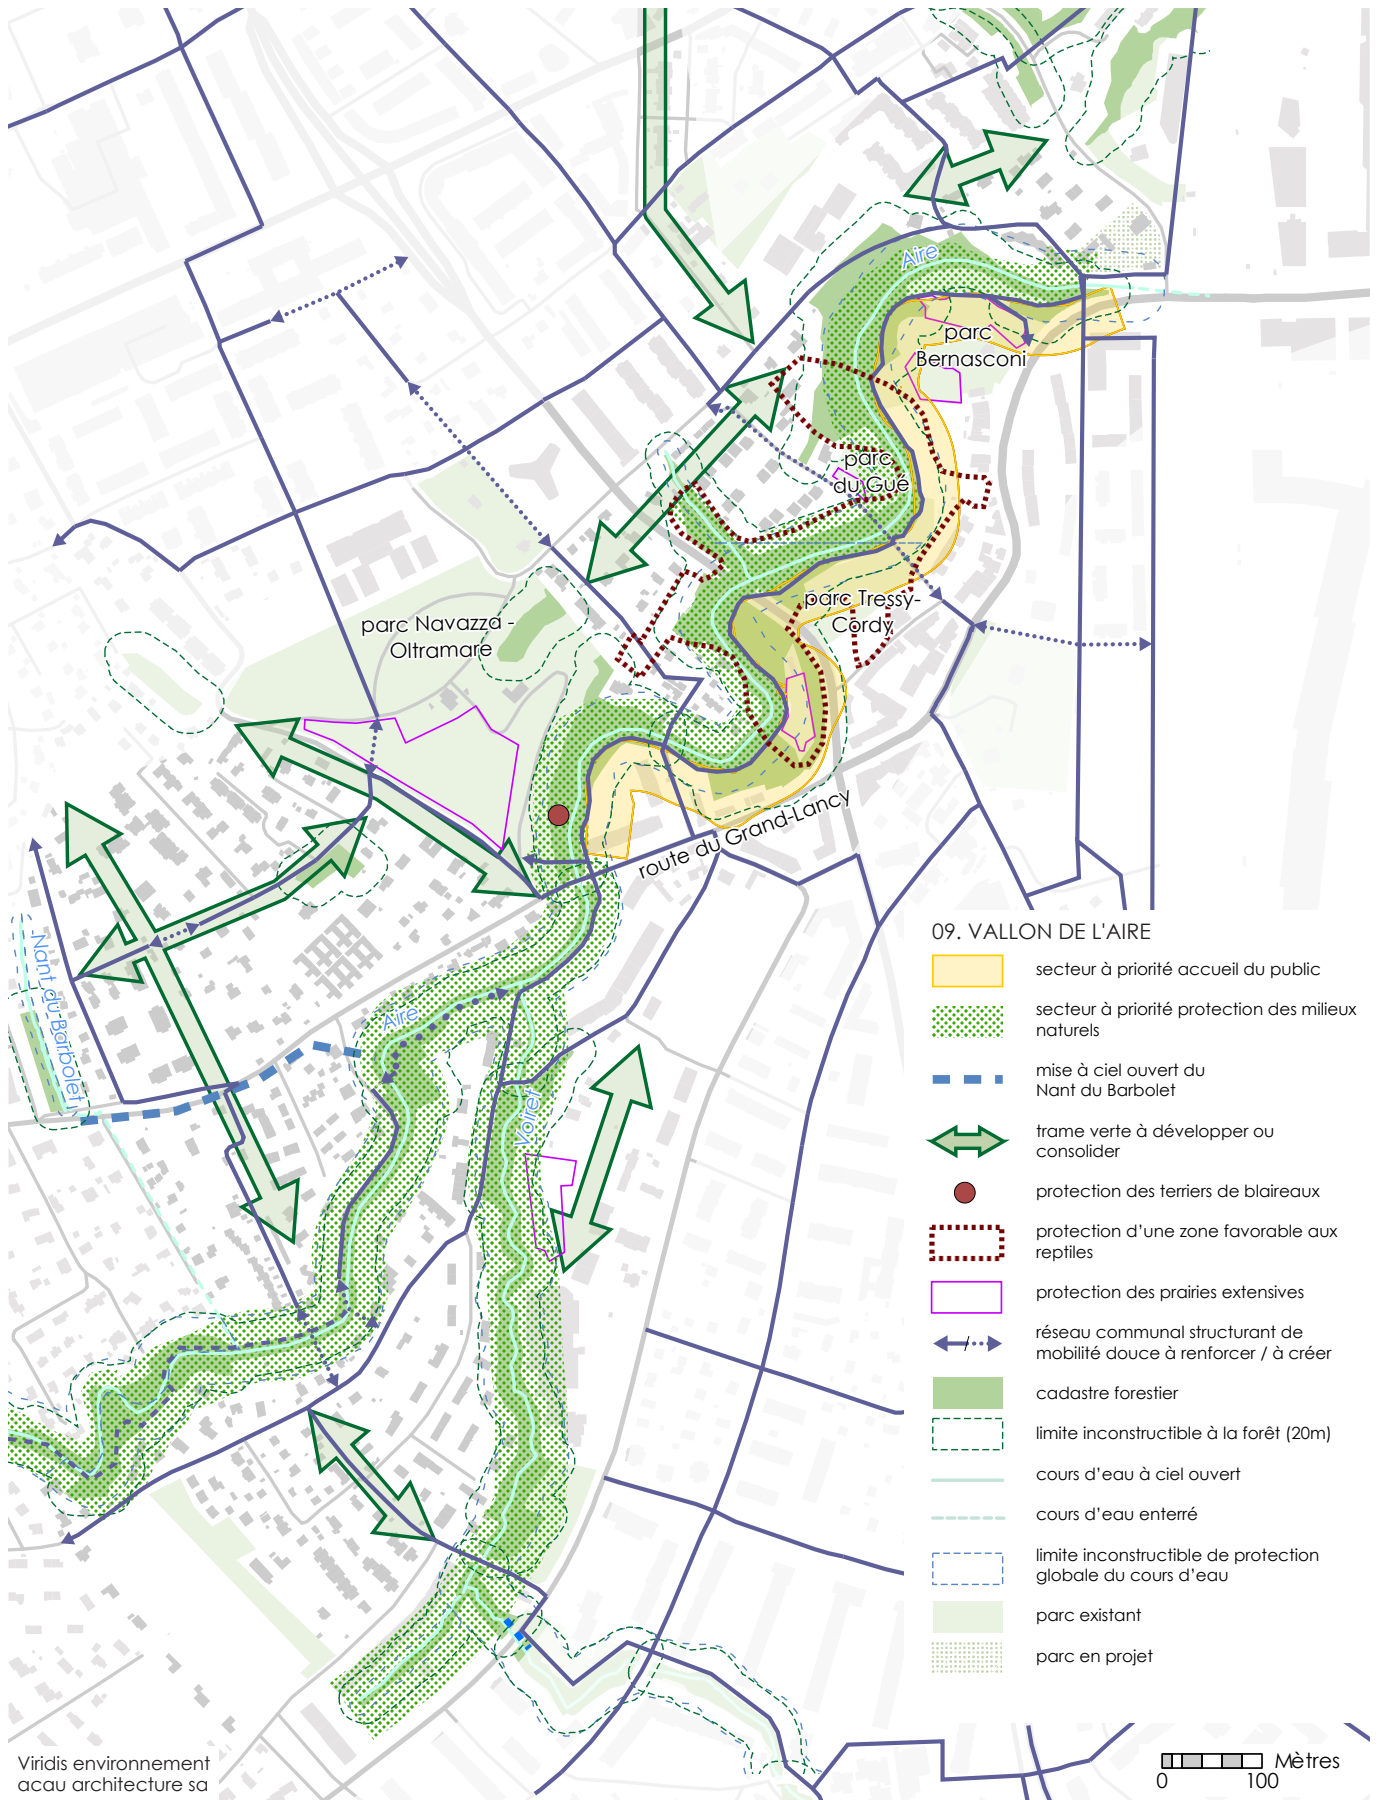 Aire
parc
Bernasconi
parc
du Gué
parc Tressy-
Cordy
parc Navazza -
Oltramare
route du Grand-Lancy
Nant du Barbolet
Aire
Voiret
09. VALLON DE L'AIRE
secteur à priorité accueil du public
secteur à priorité protection des milieux
naturels
mise à ciel ouvert du
Nant du Barbolet
trame verte à développer ou
consolider
protection des terriers de blaireaux
protection d'une zone favorable aux
reptiles
protection des prairies extensives
réseau communal structurant de
mobilité douce à renforcer / à créer
cadastre forestier
limite inconstructible à la forêt (20m)
cours d'eau à ciel ouvert
cours d'eau enterré
limite inconstructible de protection
globale du cours d'eau
parc existant
parc en projet
Viridis environnement
acau architecture sa
Mètres
0 100